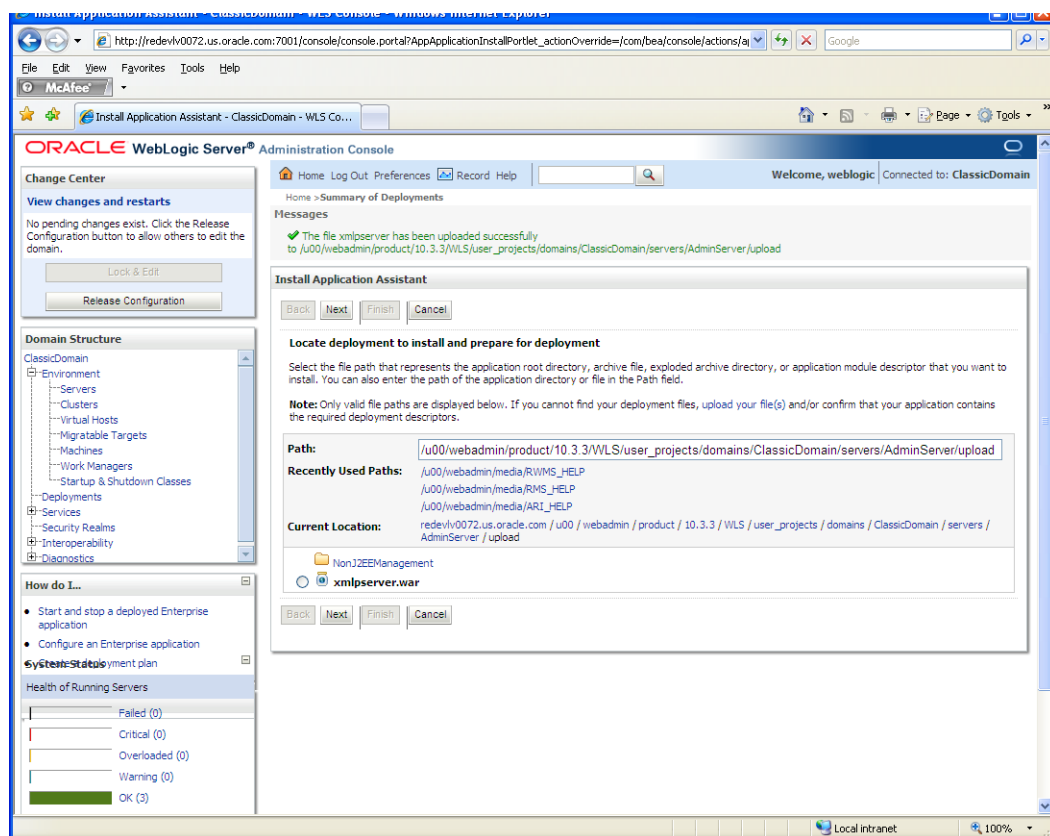 Install Application Assistant - ClassicDomain - WLS Console - Windows Internet Explorer
http://redevlv0072.us.oracle.com:7001/console/console.portal?AppApplicationInstallPortlet_actionOverride=/com/bea/console/actions/a
Google
File Edit View Favorites Tools Help
McAfee
Install Application Assistant - ClassicDomain - WLS Co...
Page Tools
ORACLE WebLogic Server® Administration Console
Change Center
View changes and restarts
No pending changes exist. Click the Release
Configuration button to allow others to edit the
domain.
Lock & Edit
Release Configuration
Domain Structure
ClassicDomain
Environment
Servers
Clusters
Virtual Hosts
Migratable Targets
Machines
Work Managers
Startup & Shutdown Classes
Deployments
Services
Security Realms
Interoperability
Diagnostics
How do I...
Start and stop a deployed Enterprise
application
Configure an Enterprise application
Create a deployment plan
System Status
Health of Running Servers
Failed (0)
Critical (0)
Overloaded (0)
Warning (0)
OK (3)
Home Log Out Preferences Record Help
Welcome, weblogic Connected to: ClassicDomain
Home >Summary of Deployments
Messages
The file xmlpserver has been uploaded successfully
to /u00/webadmin/product/10.3.3/WLS/user_projects/domains/ClassicDomain/servers/AdminServer/upload
Install Application Assistant
Back Next Finish Cancel
Locate deployment to install and prepare for deployment
Select the file path that represents the application root directory, archive file, exploded archive directory, or application module descriptor that you want to
install. You can also enter the path of the application directory or file in the Path field.
Note: Only valid file paths are displayed below. If you cannot find your deployment files, upload your file(s) and/or confirm that your application contains
the required deployment descriptors.
Path: /u00/webadmin/product/10.3.3/WLS/user_projects/domains/ClassicDomain/servers/AdminServer/upload
Recently Used Paths: /u00/webadmin/media/RWMS_HELP
/u00/webadmin/media/RMS_HELP
/u00/webadmin/media/ARI_HELP
Current Location: redevlv0072.us.oracle.com / u00 / webadmin / product / 10.3.3 / WLS / user_projects / domains / ClassicDomain / servers /
AdminServer / upload
NonJ2EEManagement
xmlpserver.war
Back Next Finish Cancel
Local intranet 100%